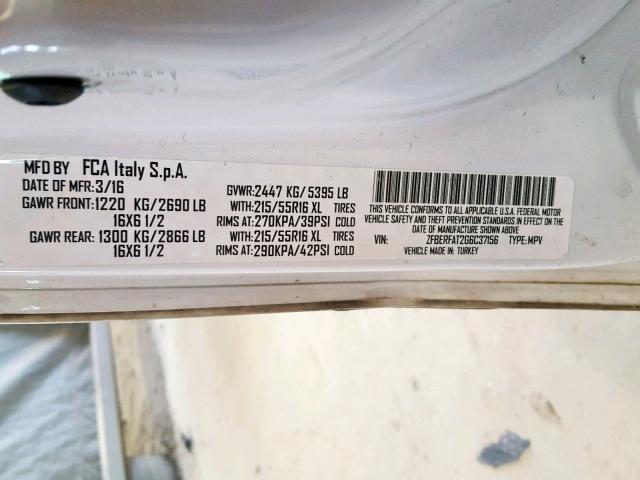 MFD BY FCA Italy S.p.A.
DATE OF MFR: 3/16 GVWR: 2447 KG/ 5395 LB
GAWR FRONT: 1220 KG/2690 LB WITH: 215/55R16 XL TIRES
16X6 1/2 RIMS AT: 270KPA/39PSI COLD
GAWR REAR: 1300 KG/2866 LB WITH: 215/55R16 XL TIRES
16X6 1/2 RIMS AT: 290KPA/42PSI COLD
THIS VEHICLE CONFORMS TO ALL APPLICABLE U.S.A. FEDERAL MOTOR
VEHICLE SAFETY AND THEFT PREVENTION STANDARDS IN EFFECT ON THE
DATE OF MANUFACTURE SHOWN ABOVE
VIN: ZFBERFAT2G6C37156 TYPE: MPV
VEHICLE MADE IN: TURKEY